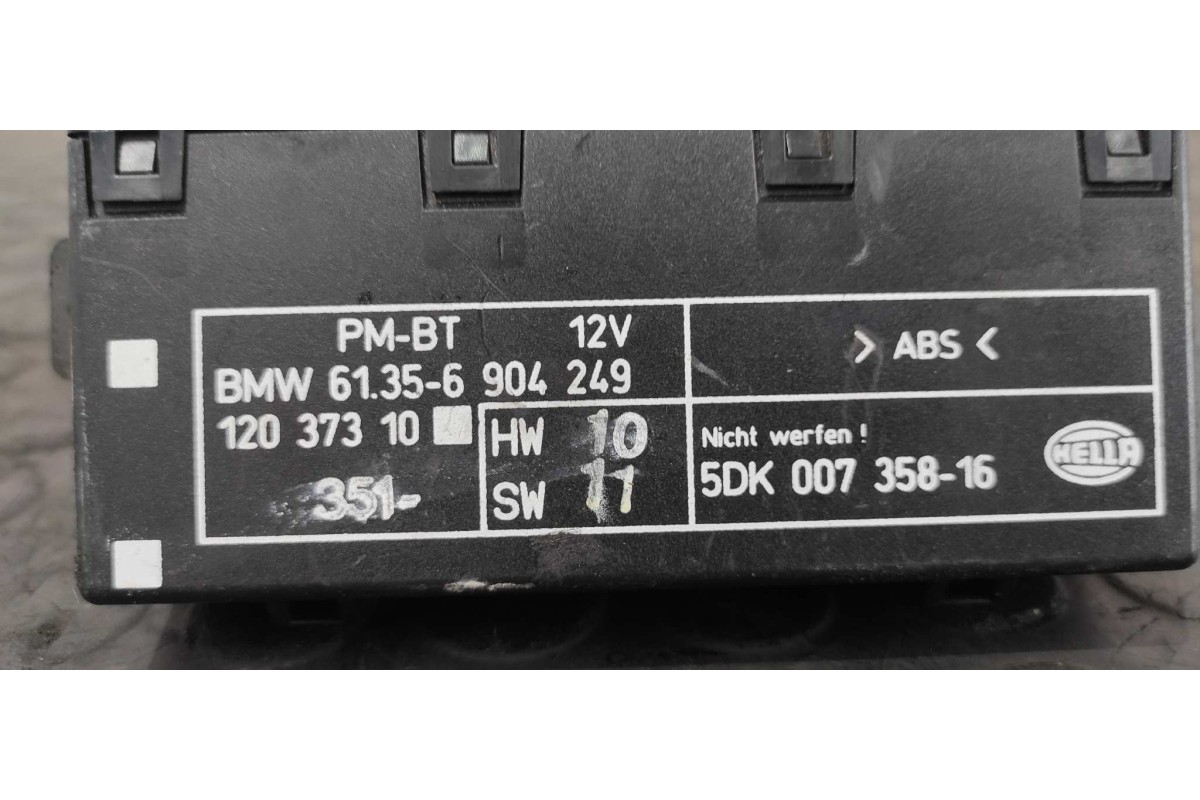 PM-BT 12V
BMW 61.35-6 904 249
120 373 10
351-
HW 10
SW 11
> ABS <
Nicht werfen!
5DK 007 358-16
HELLA